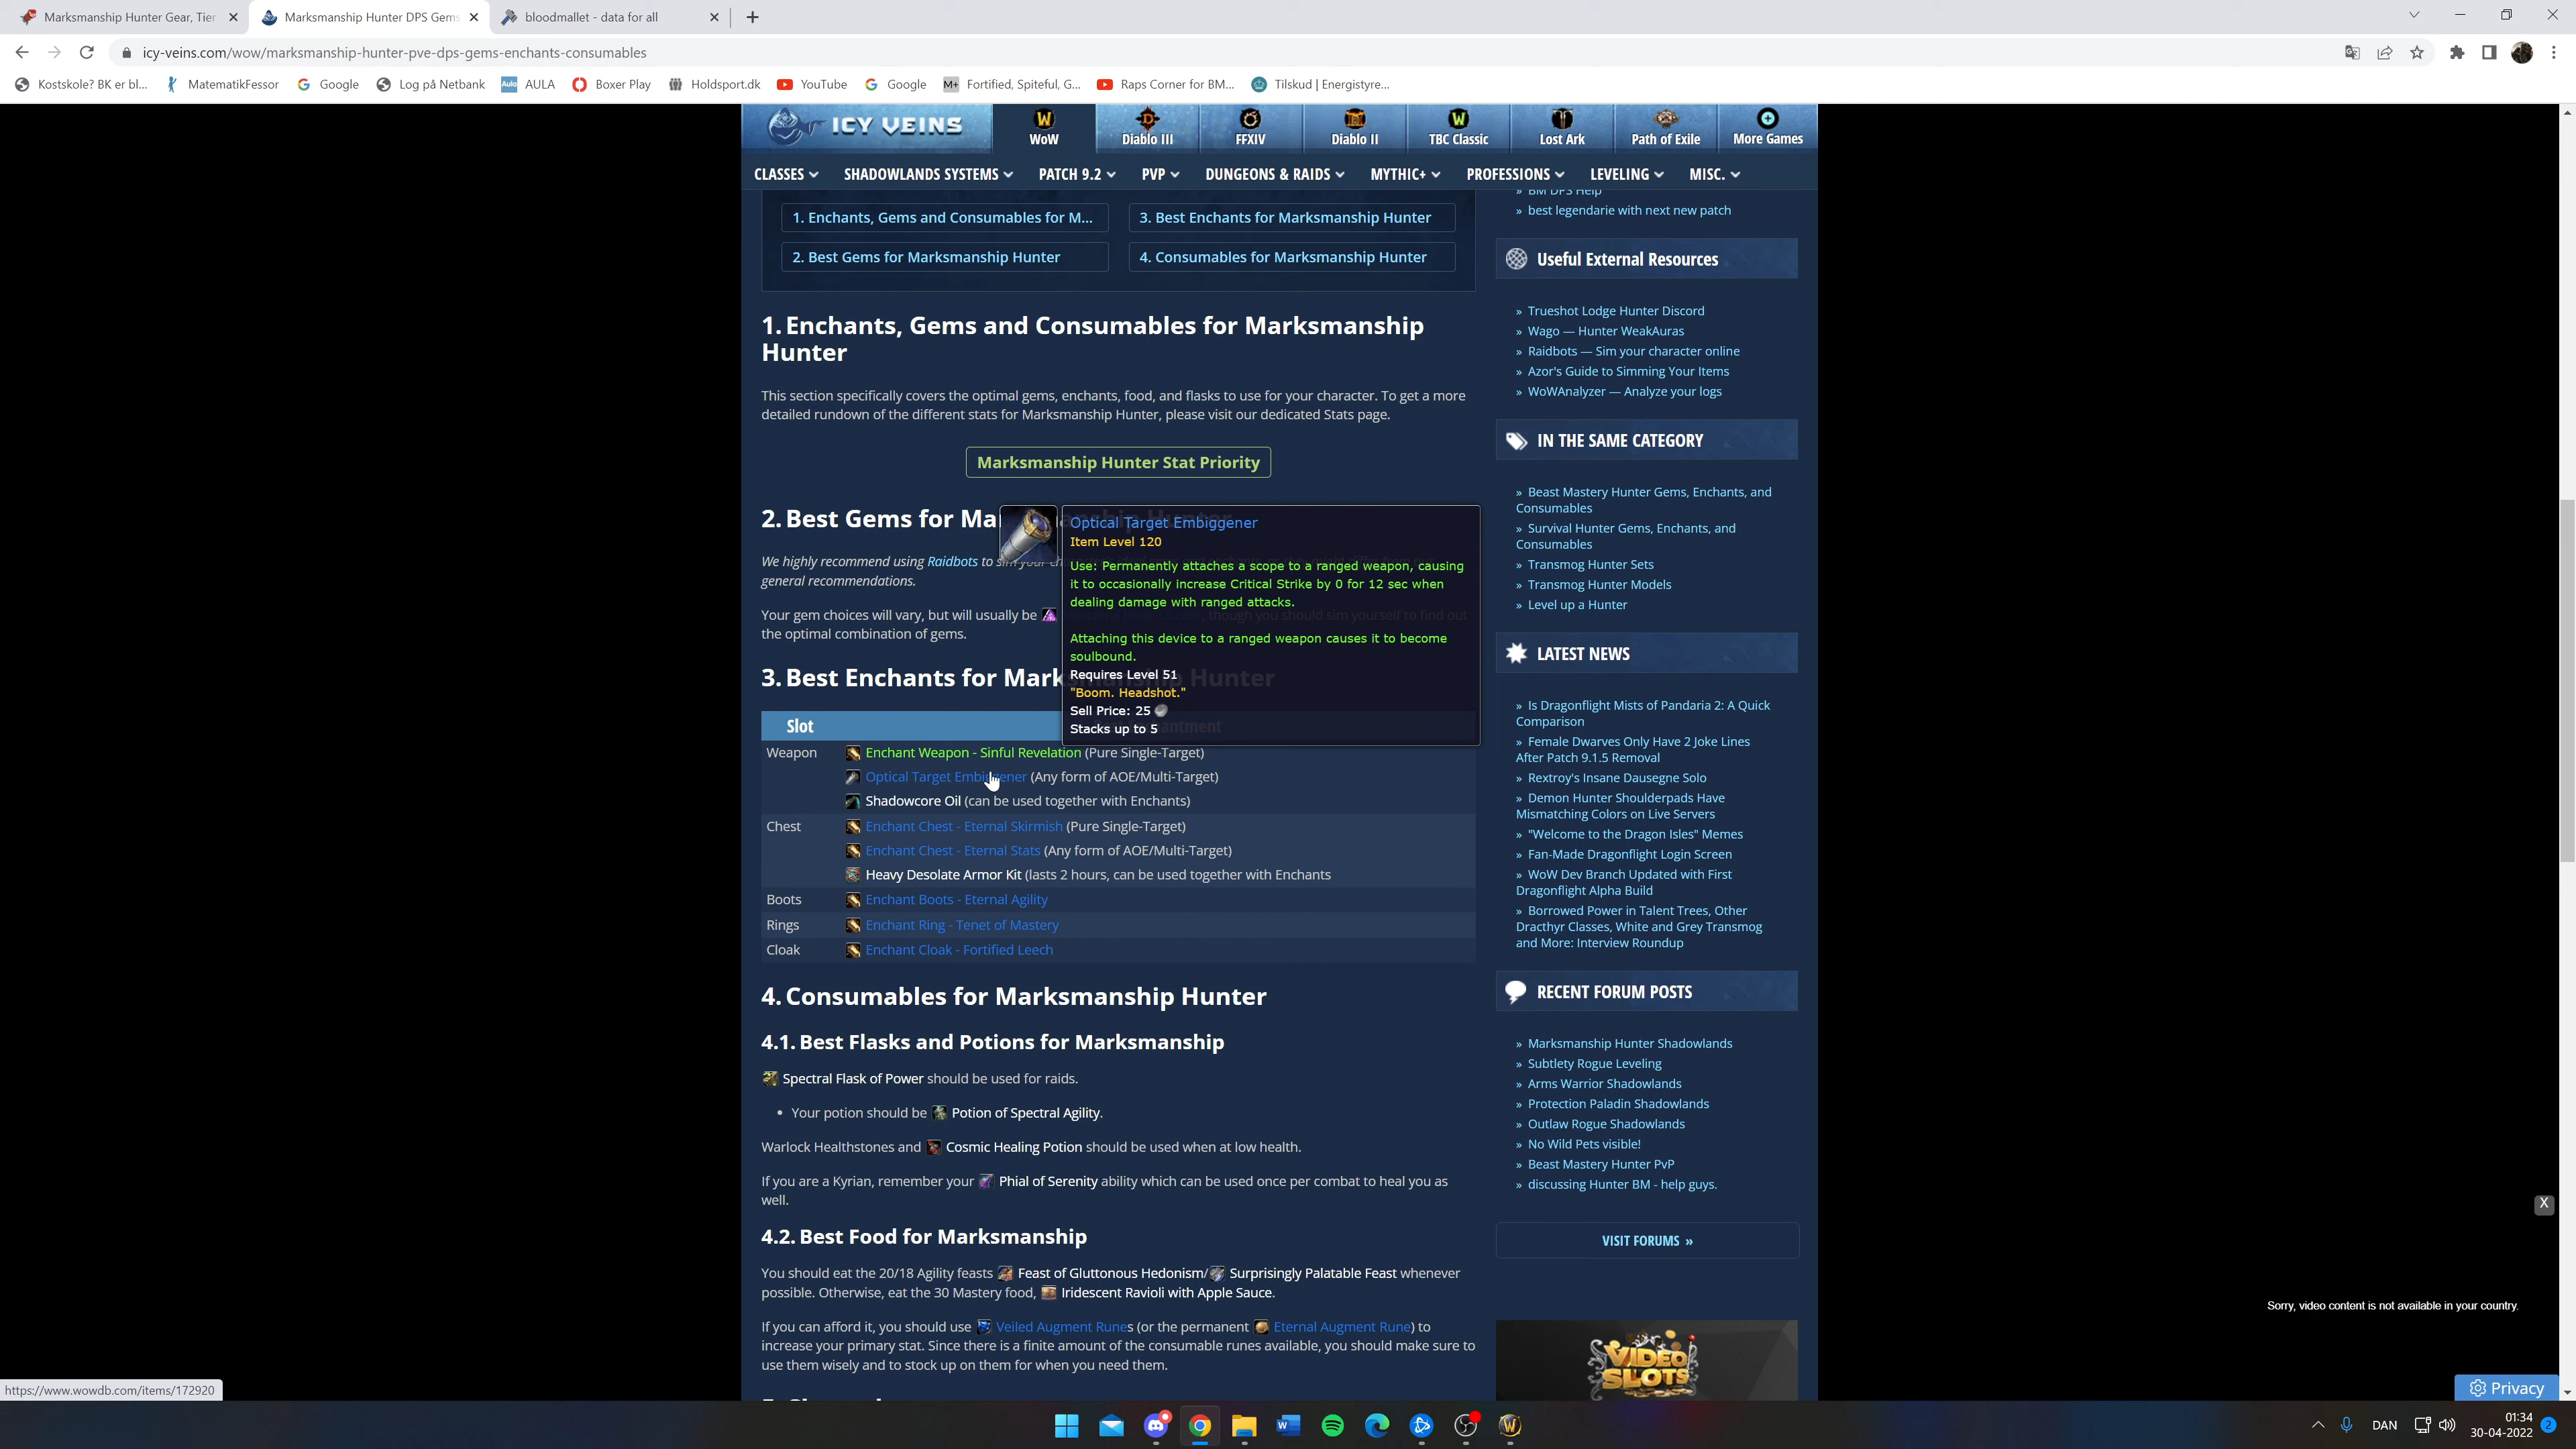 Marksmanship Hunter Gear, Tier
Marksmanship Hunter DPS Gems
bloodmallet - data for all
icy-veins.com/wow/marksmanship-hunter-pve-dps-gems-enchants-consumables
Kostskole? BK er bl...
MatematikFessor
Google
Log på Netbank
AULA
Boxer Play
Holdsport.dk
YouTube
Google
M+ Fortified, Spiteful, G...
Raps Corner for BM...
Tilskud | Energistyre...
ICY VEINS
WoW
Diablo III
FFXIV
Diablo II
TBC Classic
Lost Ark
Path of Exile
More Games
CLASSES
SHADOWLANDS SYSTEMS
PATCH 9.2
PVP
DUNGEONS & RAIDS
MYTHIC+
PROFESSIONS
LEVELING
MISC.
1. Enchants, Gems and Consumables for M...
3. Best Enchants for Marksmanship Hunter
2. Best Gems for Marksmanship Hunter
4. Consumables for Marksmanship Hunter
1. Enchants, Gems and Consumables for Marksmanship
Hunter
This section specifically covers the optimal gems, enchants, food, and flasks to use for your character. To get a more
detailed rundown of the different stats for Marksmanship Hunter, please visit our dedicated Stats page.
Marksmanship Hunter Stat Priority
2. Best Gems for Ma
We highly recommend using Raidbots to
general recommendations.
Your gem choices will vary, but will usually be
, though you should sim yourself to find out
the optimal combination of gems.
Optical Target Embiggener
Item Level 120
Use: Permanently attaches a scope to a ranged weapon, causing
it to occasionally increase Critical Strike by 0 for 12 sec when
dealing damage with ranged attacks.
Attaching this device to a ranged weapon causes it to become
soulbound.
Requires Level 51
"Boom. Headshot."
Sell Price: 25
Stacks up to 5
3. Best Enchants for Marksmanship Hunter
Slot
Weapon
Enchant Weapon - Sinful Revelation (Pure Single-Target)
Optical Target Embiggener (Any form of AOE/Multi-Target)
Shadowcore Oil (can be used together with Enchants)
Chest
Enchant Chest - Eternal Skirmish (Pure Single-Target)
Enchant Chest - Eternal Stats (Any form of AOE/Multi-Target)
Heavy Desolate Armor Kit (lasts 2 hours, can be used together with Enchants
Boots
Enchant Boots - Eternal Agility
Rings
Enchant Ring - Tenet of Mastery
Cloak
Enchant Cloak - Fortified Leech
4. Consumables for Marksmanship Hunter
4.1. Best Flasks and Potions for Marksmanship
Spectral Flask of Power should be used for raids.
• Your potion should be Potion of Spectral Agility.
Warlock Healthstones and Cosmic Healing Potion should be used when at low health.
If you are a Kyrian, remember your Phial of Serenity ability which can be used once per combat to heal you as
well.
4.2. Best Food for Marksmanship
You should eat the 20/18 Agility feasts Feast of Gluttonous Hedonism/ Surprisingly Palatable Feast whenever
possible. Otherwise, eat the 30 Mastery food, Iridescent Ravioli with Apple Sauce.
If you can afford it, you should use Veiled Augment Runes (or the permanent Eternal Augment Rune) to
increase your primary stat. Since there is a finite amount of the consumable runes available, you should make sure to
use them wisely and to stock up on them for when you need them.
» BM DPS Help
» best legendarie with next new patch
Useful External Resources
» Trueshot Lodge Hunter Discord
» Wago — Hunter WeakAuras
» Raidbots — Sim your character online
» Azor's Guide to Simming Your Items
» WoWAnalyzer — Analyze your logs
IN THE SAME CATEGORY
» Beast Mastery Hunter Gems, Enchants, and
Consumables
» Survival Hunter Gems, Enchants, and
Consumables
» Transmog Hunter Sets
» Transmog Hunter Models
» Level up a Hunter
LATEST NEWS
» Is Dragonflight Mists of Pandaria 2: A Quick
Comparison
» Female Dwarves Only Have 2 Joke Lines
After Patch 9.1.5 Removal
» Rextroy's Insane Dausegne Solo
» Demon Hunter Shoulderpads Have
Mismatching Colors on Live Servers
» "Welcome to the Dragon Isles" Memes
» Fan-Made Dragonflight Login Screen
» WoW Dev Branch Updated with First
Dragonflight Alpha Build
» Borrowed Power in Talent Trees, Other
Dracthyr Classes, White and Grey Transmog
and More: Interview Roundup
RECENT FORUM POSTS
» Marksmanship Hunter Shadowlands
» Subtlety Rogue Leveling
» Arms Warrior Shadowlands
» Protection Paladin Shadowlands
» Outlaw Rogue Shadowlands
» No Wild Pets visible!
» Beast Mastery Hunter PvP
» discussing Hunter BM - help guys.
VISIT FORUMS »
VIDEO
SLOTS
X
Sorry, video content is not available in your country.
Privacy
https://www.wowdb.com/items/172920
DAN
01:34
30-04-2022
2